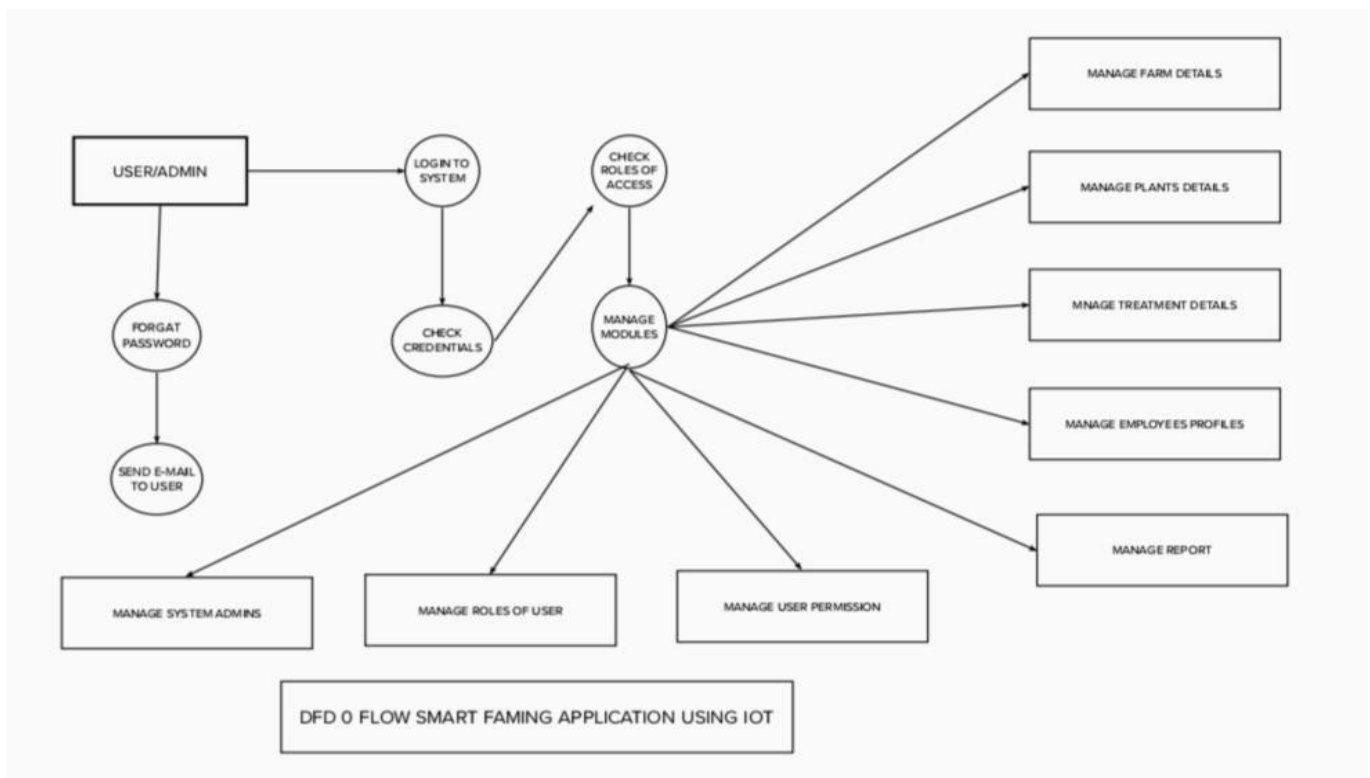 MANAGE FARM DETAILS
USER/ADMIN
LOGIN TO
SYSTEM
CHECK
ROLES OF
ACCESS
MANAGE PLANTS DETAILS
FORGAT
PASSWORD
CHECK
CREDENTIALS
MANAGE
MODULES
MNAGE TREATMENT DETAILS
MANAGE EMPLOYEES PROFILES
SEND E-MAIL
TO USER
MANAGE REPORT
MANAGE SYSTEM ADMINS
MANAGE ROLES OF USER
MANAGE USER PERMISSION
DFD 0 FLOW SMART FAMING APPLICATION USING IOT